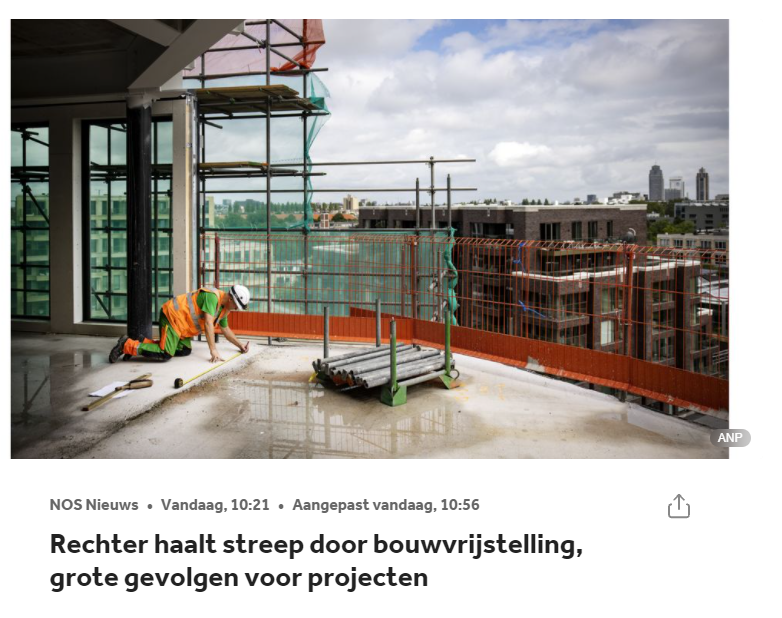 ANP
NOS Nieuws • Vandaag, 10:21 • Aangepast vandaag, 10:56
Rechter haalt streep door bouwvrijstelling,
grote gevolgen voor projecten